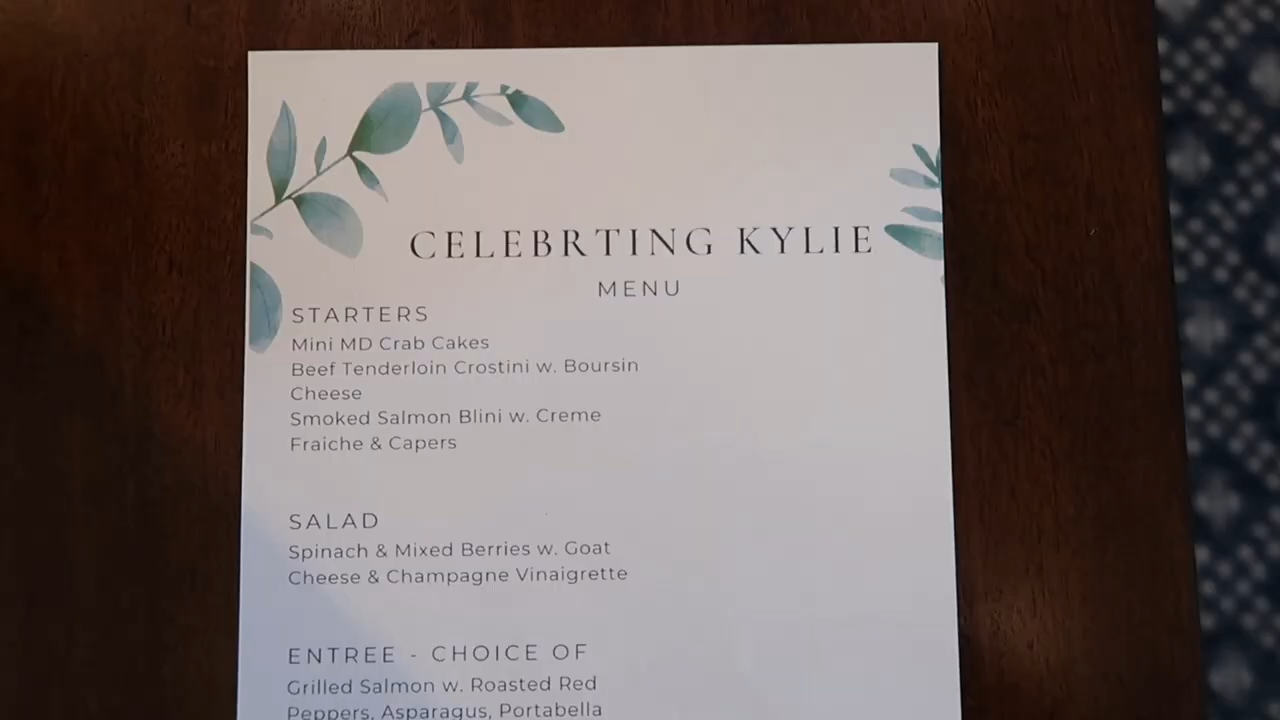 CELEBRTING KYLIE
MENU
STARTERS
Mini MD Crab Cakes
Beef Tenderloin Crostini w. Boursin
Cheese
Smoked Salmon Blini w. Creme
Fraiche & Capers
SALAD
Spinach & Mixed Berries w. Goat
Cheese & Champagne Vinaigrette
ENTREE - CHOICE OF
Grilled Salmon w. Roasted Red
Peppers, Asparagus, Portabella